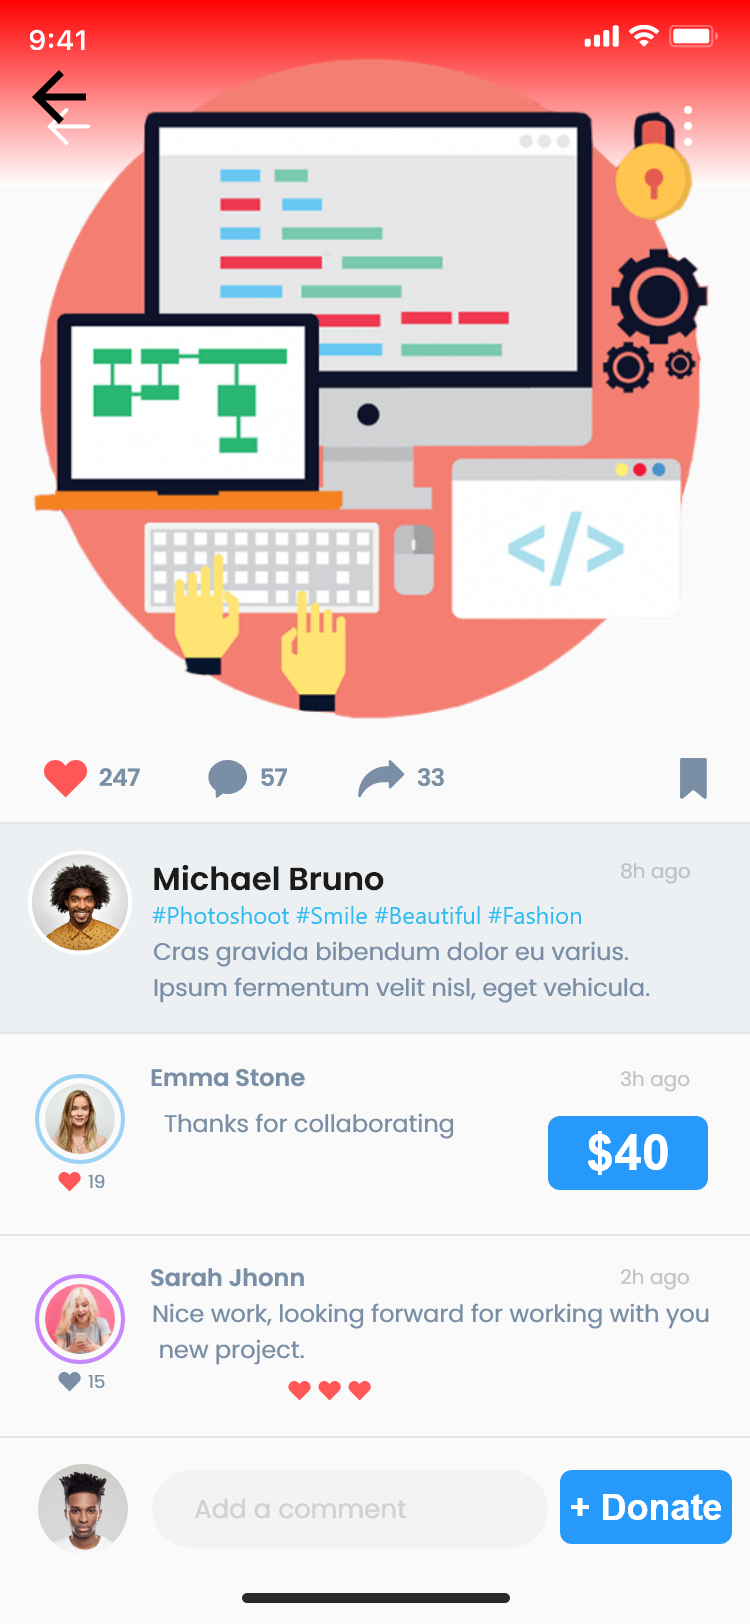 9:41
</>
247
57
33
Michael Bruno
8h ago
#Photoshoot #Smile #Beautiful #Fashion
Cras gravida bibendum dolor eu varius.
Ipsum fermentum velit nisl, eget vehicula.
Emma Stone
3h ago
Thanks for collaborating
$40
19
Sarah Jhonn
2h ago
Nice work, looking forward for working with you
new project.
15
Add a comment
+ Donate